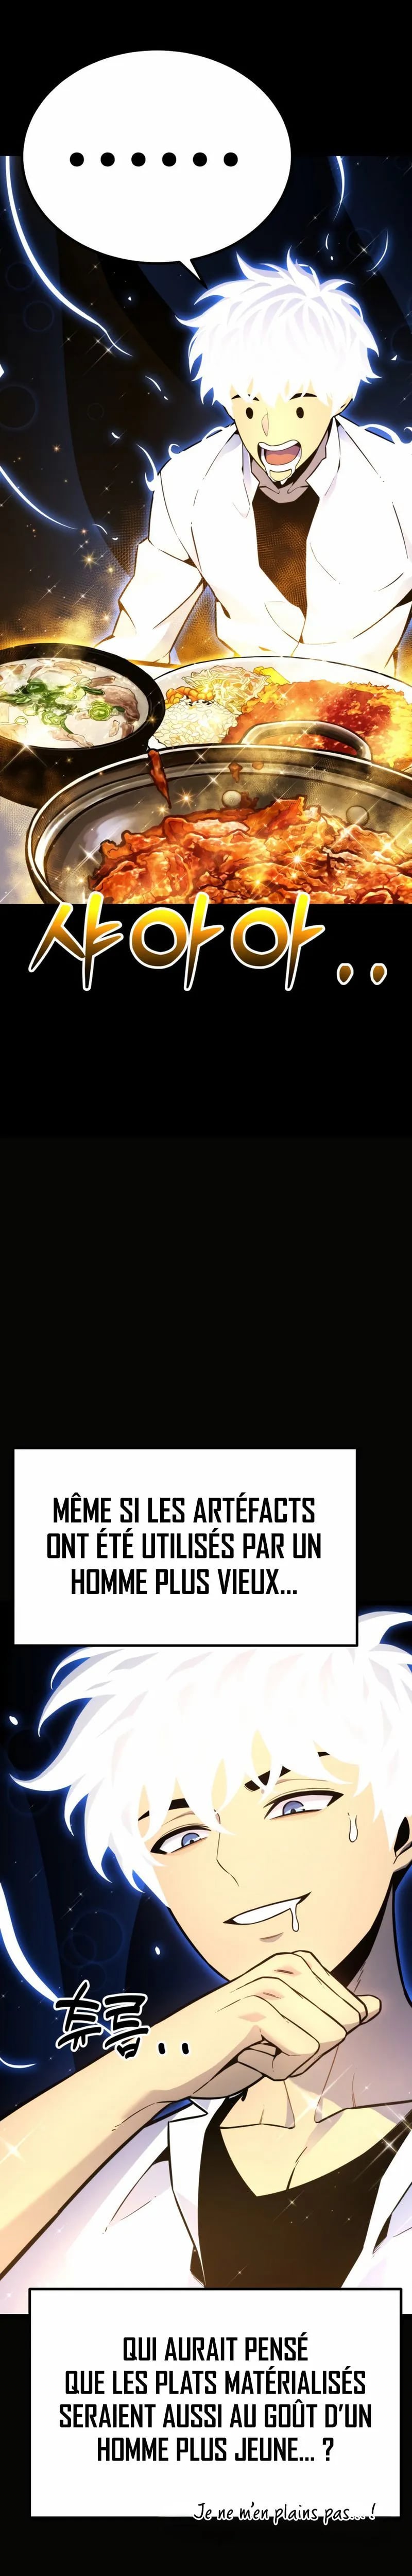 ......
샤아아..
MÊME SI LES ARTÉFACTS
ONT ÉTÉ UTILISÉS PAR UN
HOMME PLUS VIEUX...
츄릅..
QUI AURAIT PENSÉ
QUE LES PLATS MATÉRIALISÉS
SERAIENT AUSSI AU GOÛT D'UN
HOMME PLUS JEUNE... ?
Je ne m'en plains pas... !